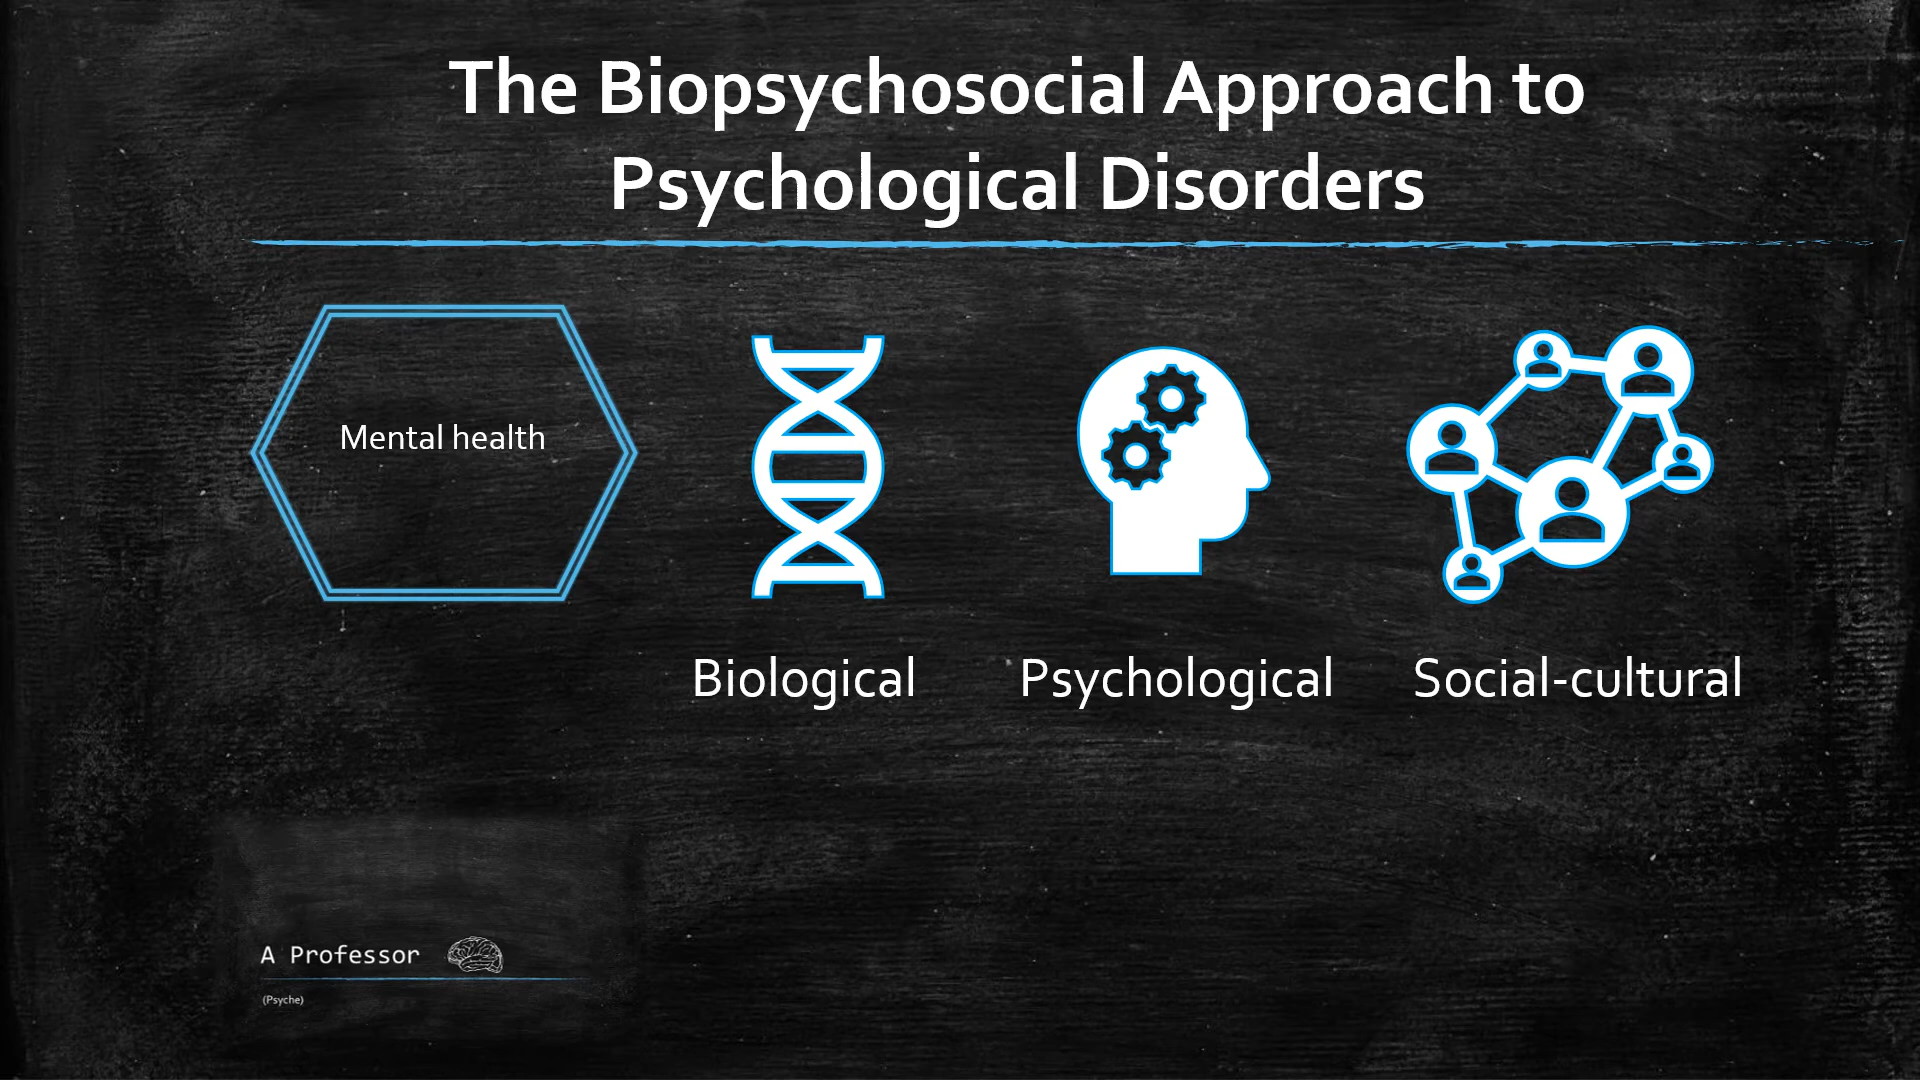 The Biopsychosocial Approach to
Psychological Disorders
Mental health
Biological
Psychological
Social-cultural
A Professor
(Psyche)